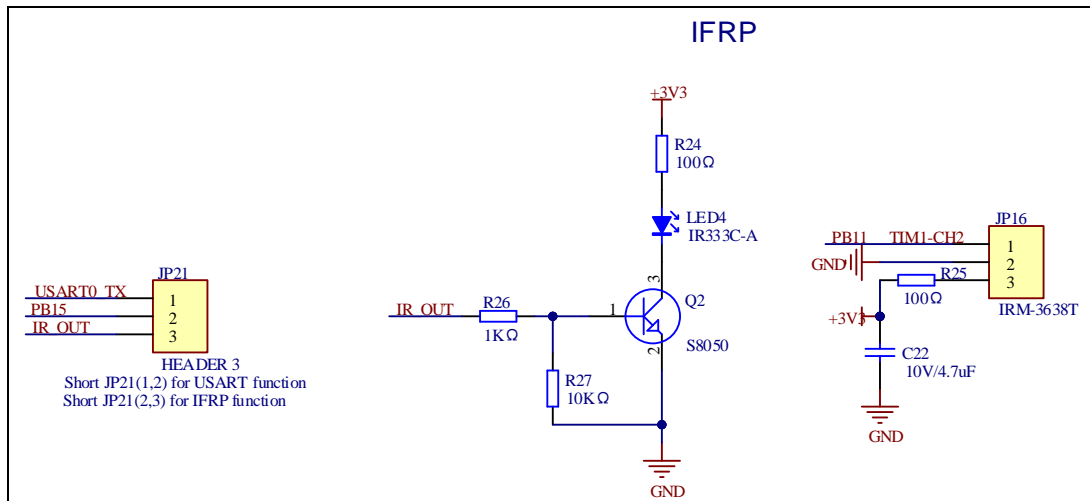 IFRP
+3V3
R24
100Ω
LED4
IR333C-A
3
Q2
1
2
S8050
IR_OUT
R26
1KΩ
R27
10KΩ
GND
JP21
USART0_TX
1
PB15
2
IR_OUT
3
HEADER 3
Short JP21(1,2) for USART function
Short JP21(2,3) for IFRP function
JP16
PB11
TIM1-CH2
1
GND
2
R25
3
100Ω
IRM-3638T
+3V3
C22
10V/4.7uF
GND